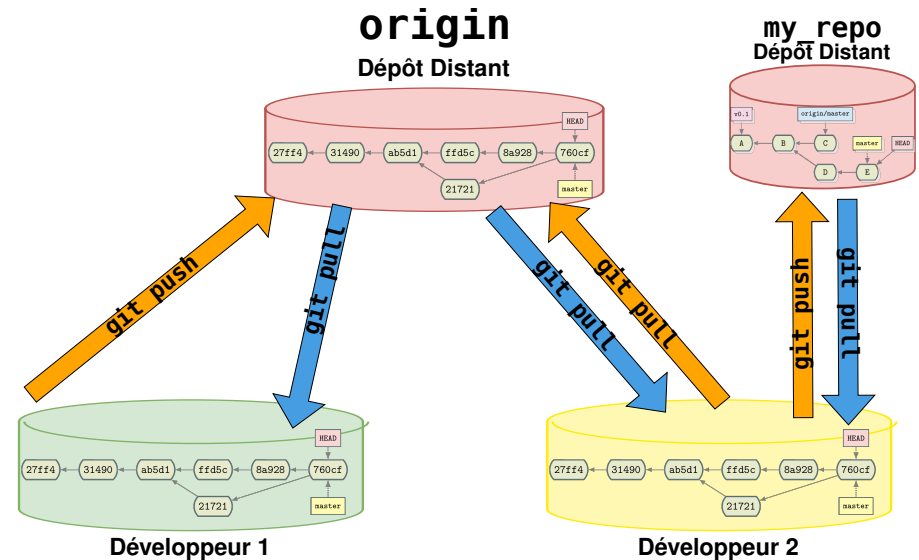 origin
Dépôt Distant
my_repo
Dépôt Distant
HEAD
27ff4
31490
ab5d1
ffd5c
8a928
760cf
21721
master
v0.1
origin/master
A
B
C
master
HEAD
D
E
git push
git pull
git pull
git pull
git push
git pull
HEAD
27ff4
31490
ab5d1
ffd5c
8a928
760cf
21721
master
Développeur 1
HEAD
27ff4
31490
ab5d1
ffd5c
8a928
760cf
21721
master
Développeur 2